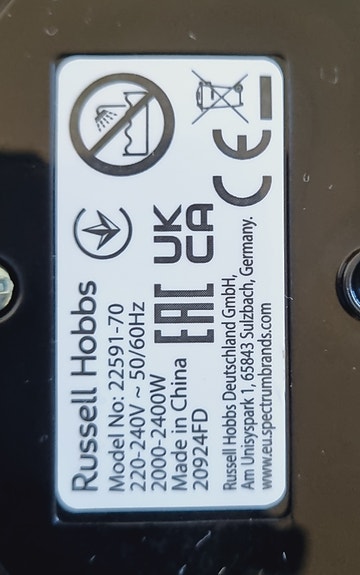 Russell Hobbs
Model No: 22591-70
220-240V ~ 50/60Hz
2000-2400W
Made in China
20924FD
EAC
UK
CA
CE
Russell Hobbs Deutschland GmbH,
Am Unisyspark 1, 65843 Sulzbach, Germany.
www.eu.spectrumbrands.com